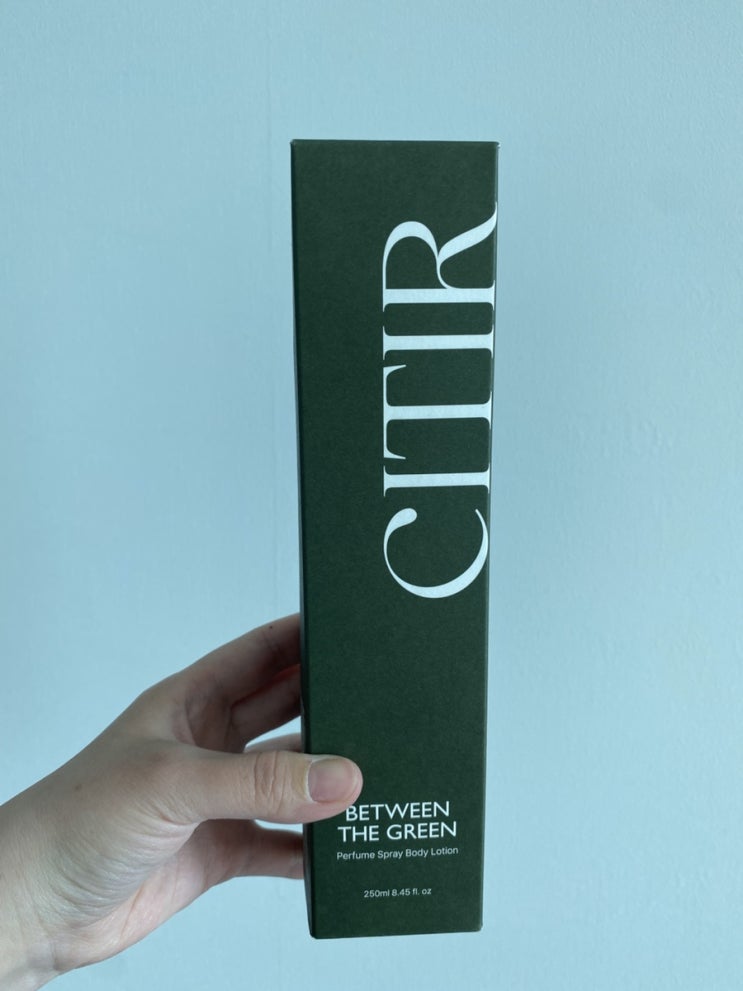 CITIR
BETWEEN
THE GREEN
Perfume Spray Body Lotion
250ml 8.45 fl. oz